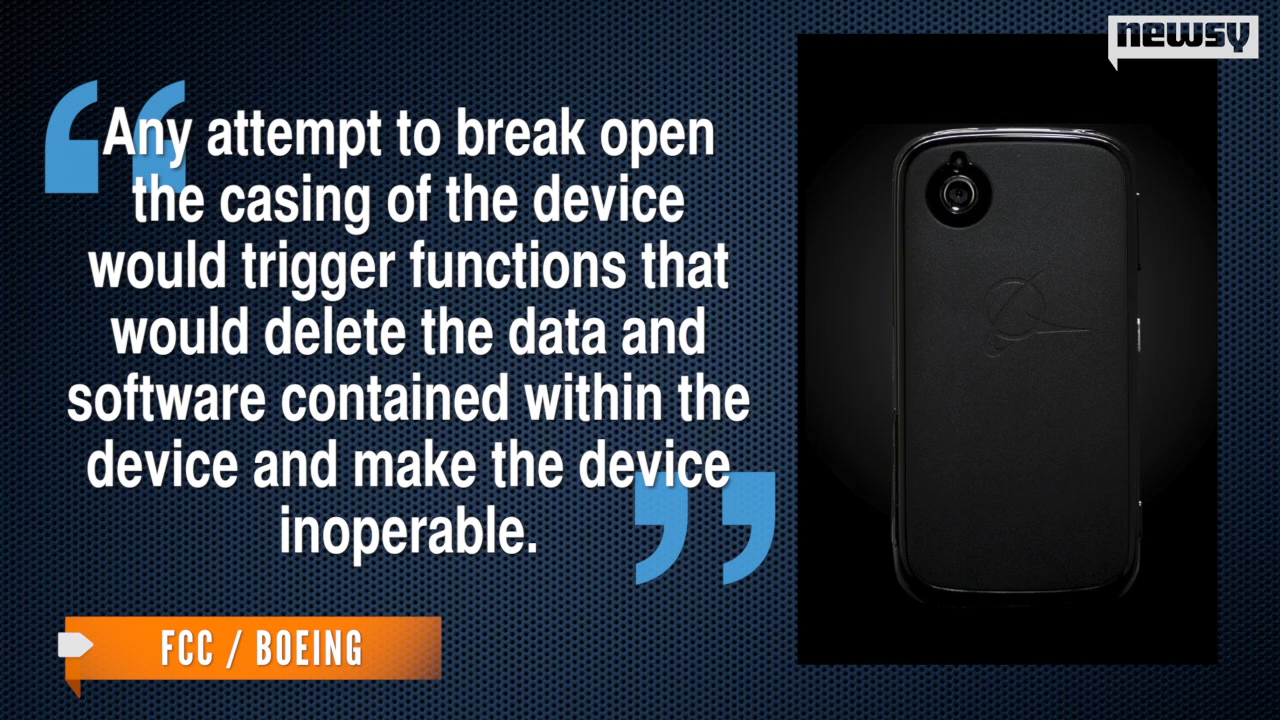 newsy
Any attempt to break open
the casing of the device
would trigger functions that
would delete the data and
software contained within the
device and make the device
inoperable.
FCC / BOEING